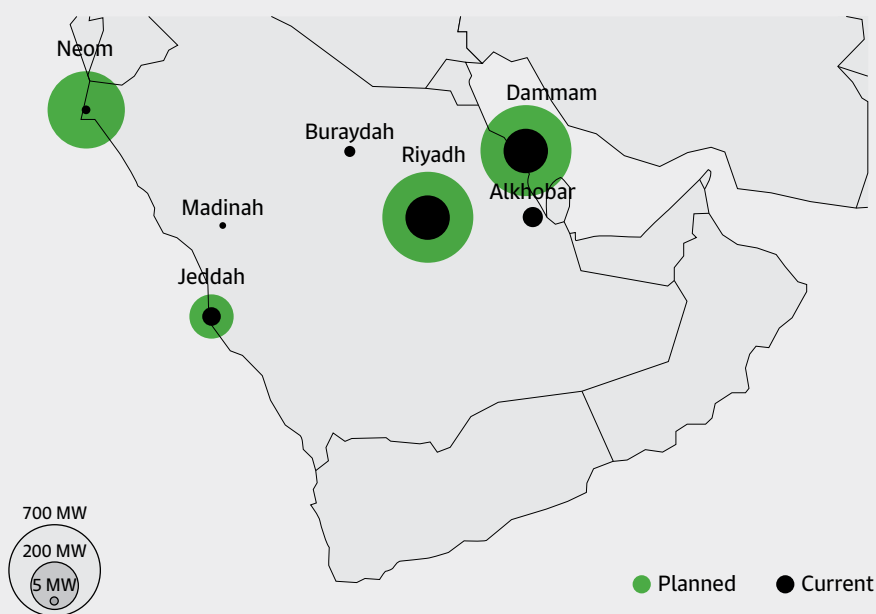 Neom
Dammam
Buraydah
Riyadh
Alkhobar
Madinah
Jeddah
700 MW
200 MW
5 MW
Planned
Current